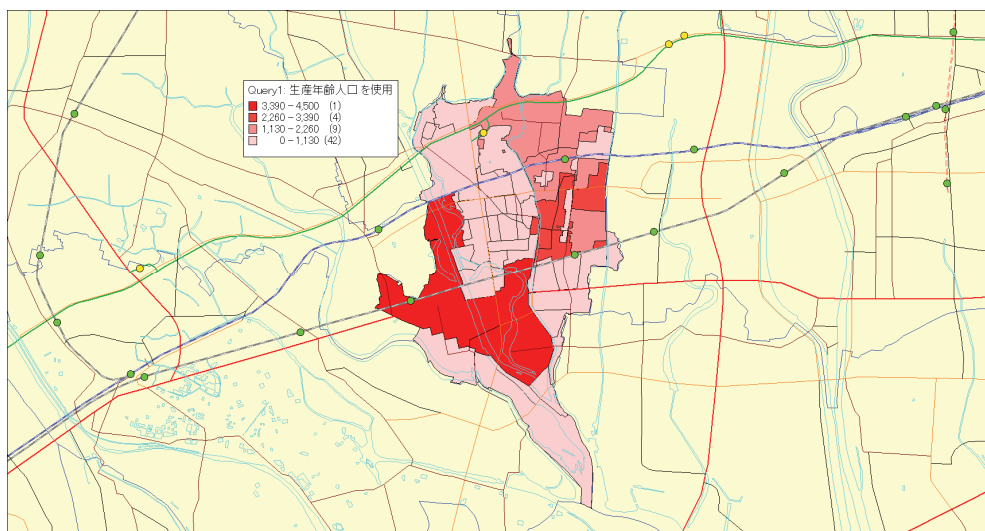 Query1: 生産年齢人口 を使用
3,390 – 4,500 (1)
2,260 – 3,390 (4)
1,130 – 2,260 (9)
0 – 1,130 (42)